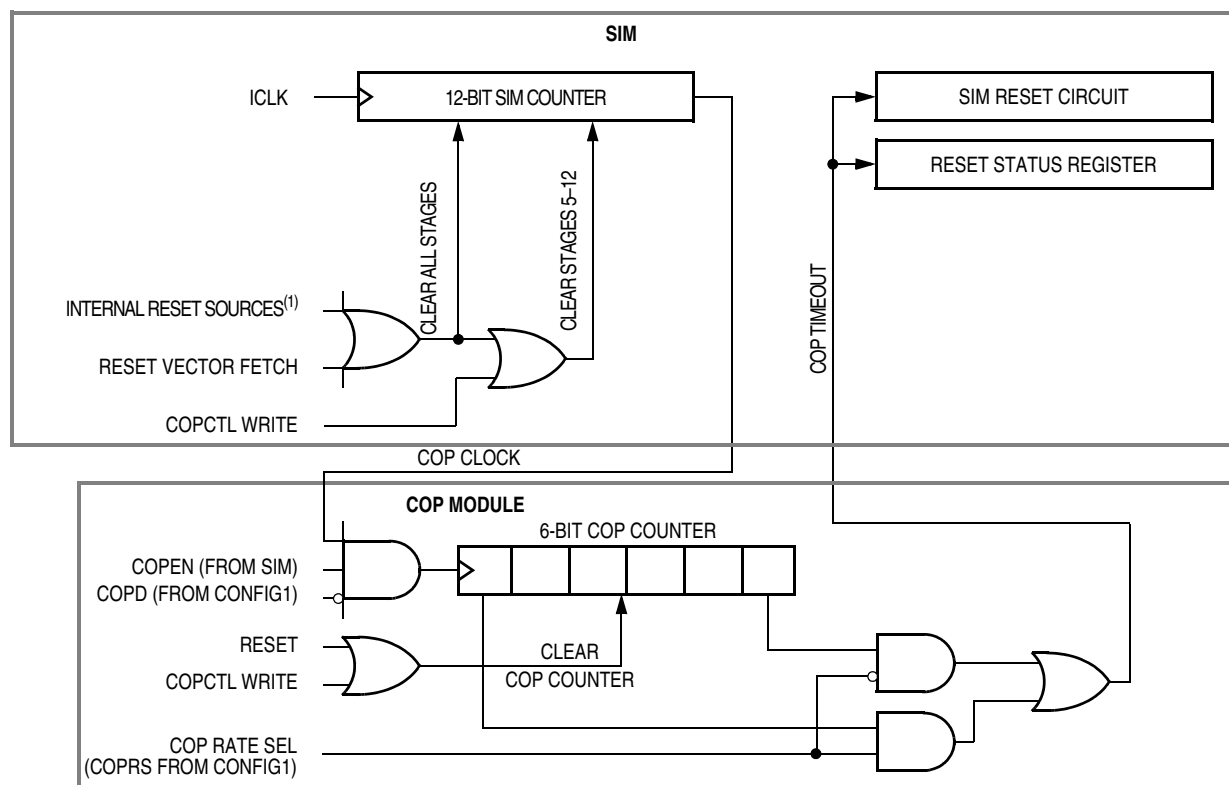 SIM
ICLK
12-BIT SIM COUNTER
SIM RESET CIRCUIT
RESET STATUS REGISTER
CLEAR ALL STAGES
CLEAR STAGES 5–12
COP TIMEOUT
INTERNAL RESET SOURCES(1)
RESET VECTOR FETCH
COPCTL WRITE
COP CLOCK
COP MODULE
6-BIT COP COUNTER
COPEN (FROM SIM)
COPD (FROM CONFIG1)
RESET
COPCTL WRITE
CLEAR
COP COUNTER
COP RATE SEL
(COPRS FROM CONFIG1)